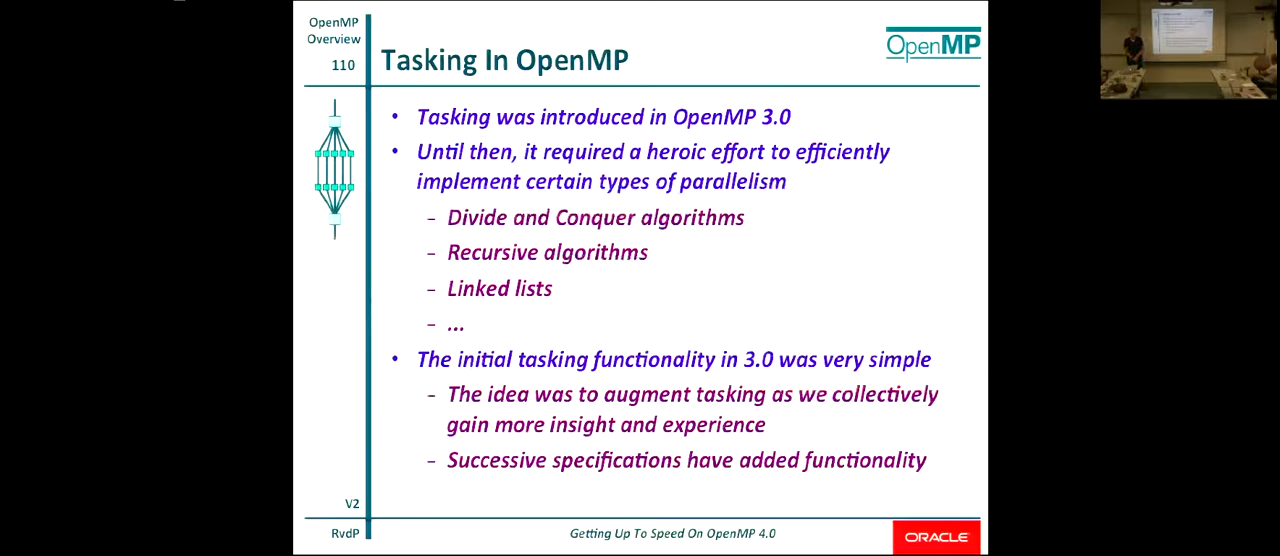 OpenMP
Overview
110
Tasking In OpenMP
OpenMP
• Tasking was introduced in OpenMP 3.0
• Until then, it required a heroic effort to efficiently
implement certain types of parallelism
– Divide and Conquer algorithms
– Recursive algorithms
– Linked lists
– ...
• The initial tasking functionality in 3.0 was very simple
– The idea was to augment tasking as we collectively
gain more insight and experience
– Successive specifications have added functionality
V2
RvdP
Getting Up To Speed On OpenMP 4.0
ORACLE